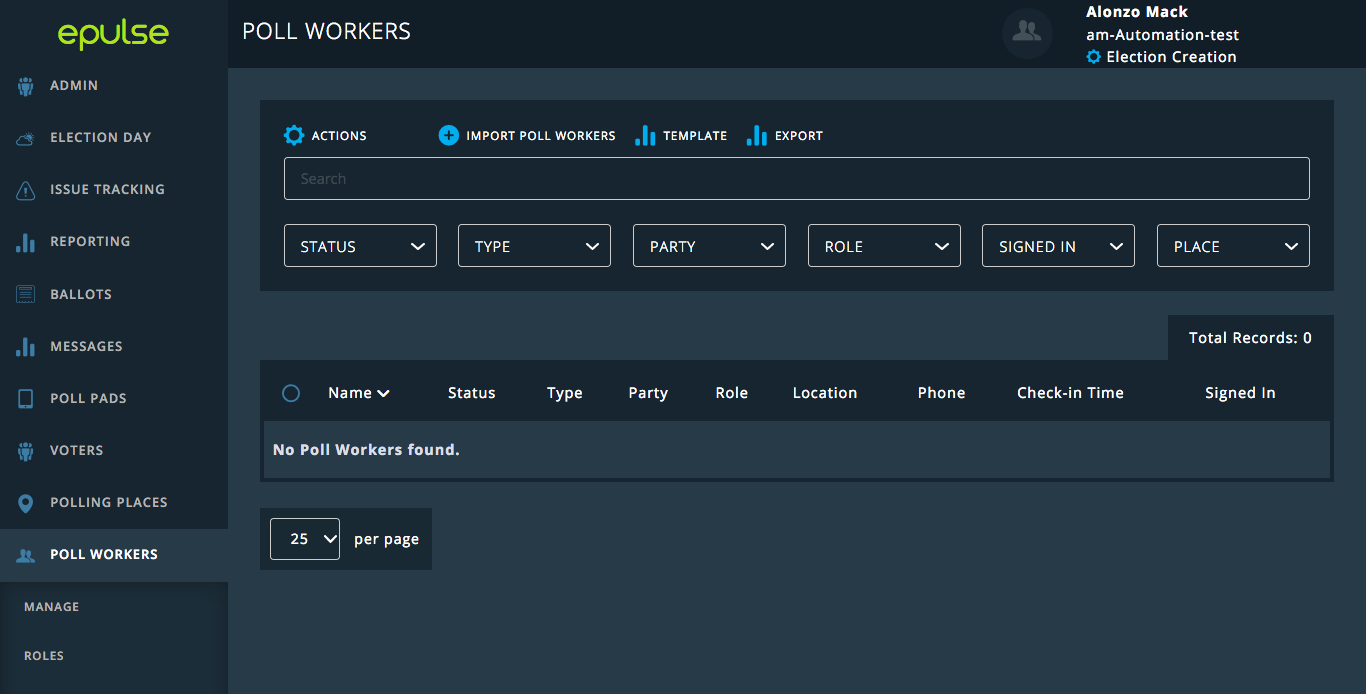 epulse
POLL WORKERS
Alonzo Mack
am-Automation-test
Election Creation
ADMIN
ELECTION DAY
ISSUE TRACKING
REPORTING
BALLOTS
MESSAGES
POLL PADS
VOTERS
POLLING PLACES
POLL WORKERS
MANAGE
ROLES
ACTIONS IMPORT POLL WORKERS TEMPLATE EXPORT
Search
STATUS TYPE PARTY ROLE SIGNED IN PLACE
Total Records: 0
Name Status Type Party Role Location Phone Check-in Time Signed In
No Poll Workers found.
25 per page